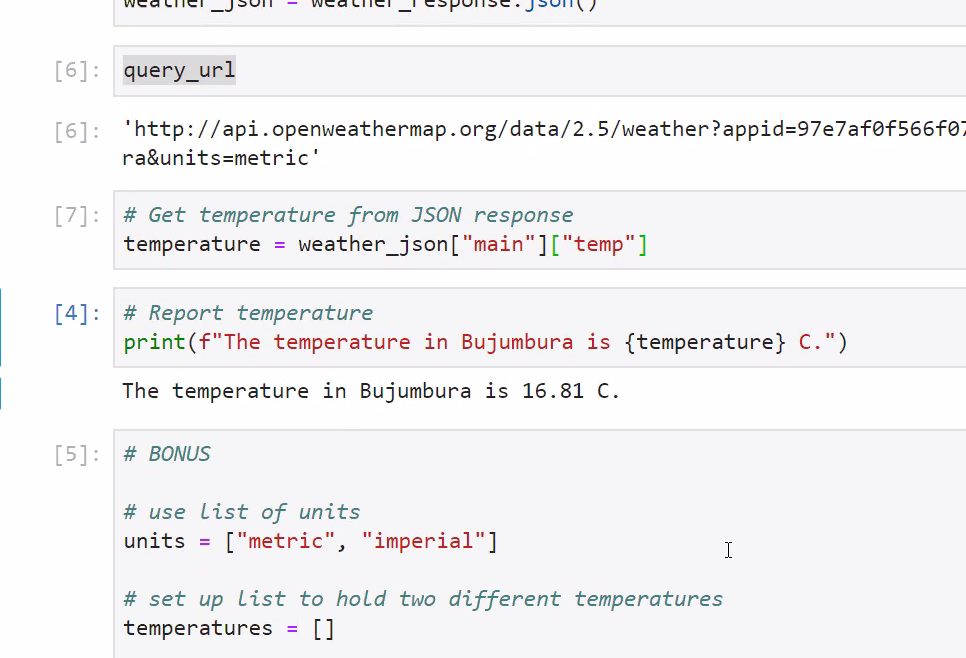 weather_json = weather_response.json()
[6]: query_url
[6]: 'http://api.openweathermap.org/data/2.5/weather?appid=97e7af0f566f07
ra&units=metric'
[7]: # Get temperature from JSON response
temperature = weather_json["main"]["temp"]
[4]: # Report temperature
print(f"The temperature in Bujumbura is {temperature} C.")
The temperature in Bujumbura is 16.81 C.
[5]: # BONUS
# use list of units
units = ["metric", "imperial"]
# set up list to hold two different temperatures
temperatures = []